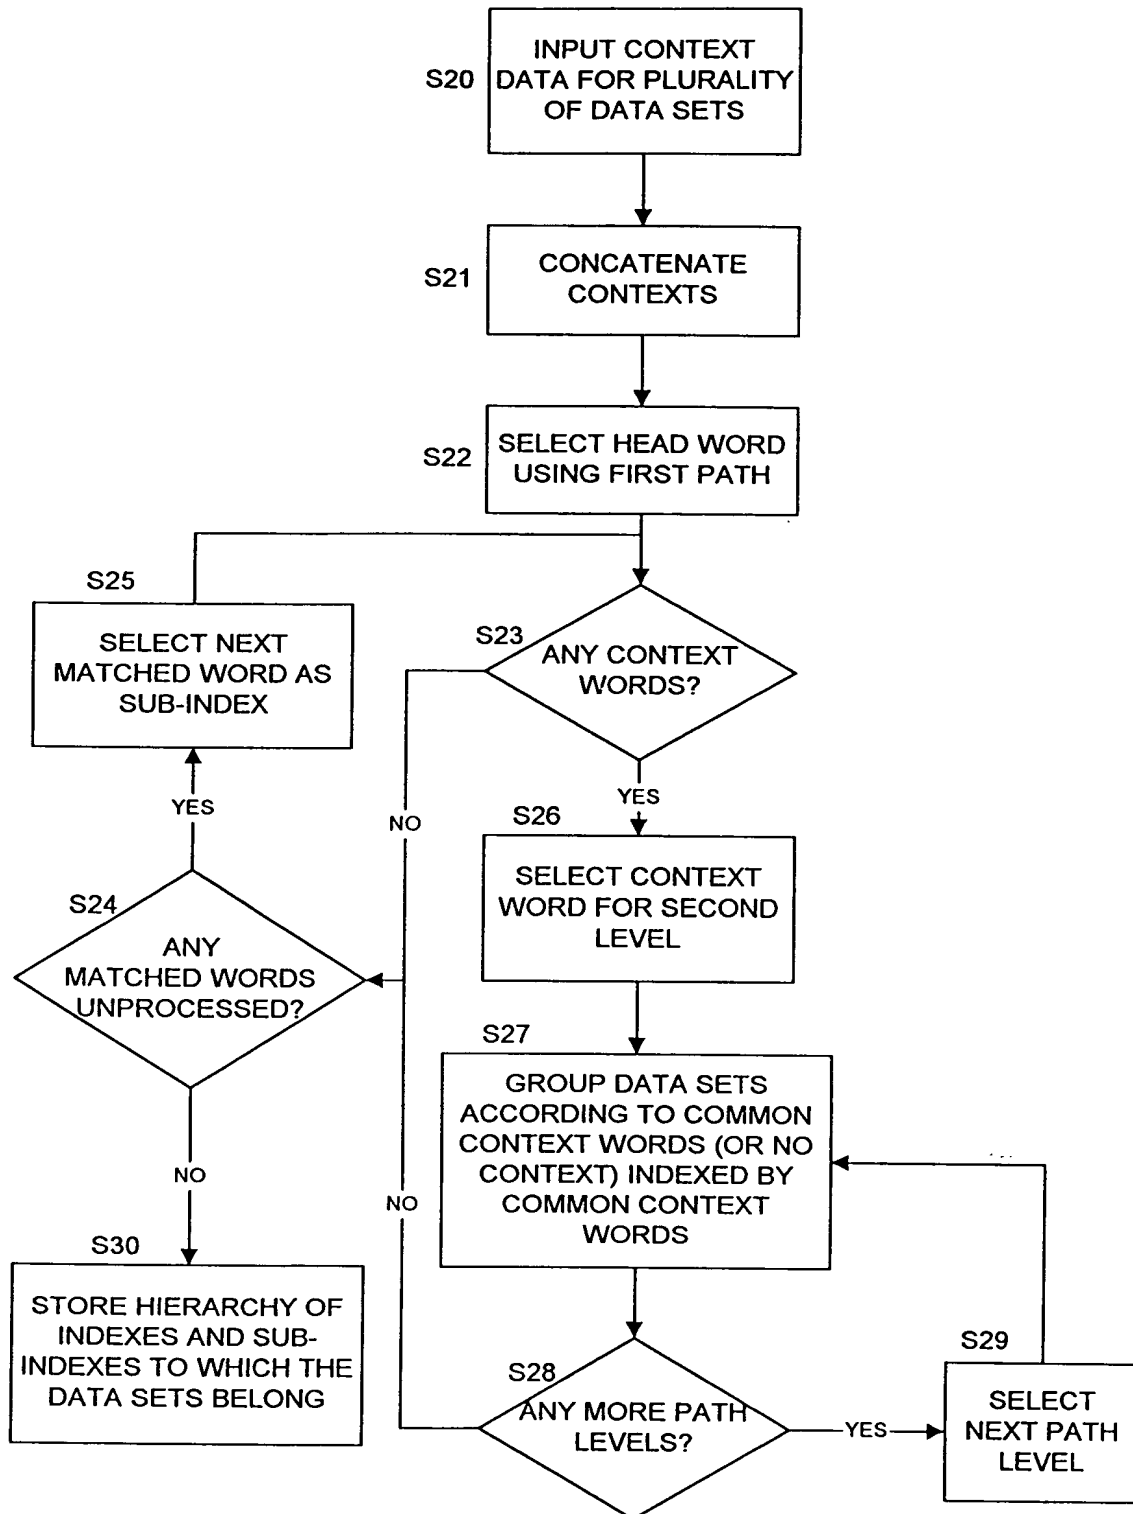 S20
INPUT CONTEXT
DATA FOR PLURALITY
OF DATA SETS
S21
CONCATENATE
CONTEXTS
S22
SELECT HEAD WORD
USING FIRST PATH
S25
SELECT NEXT
MATCHED WORD AS
SUB-INDEX
S23
ANY CONTEXT
WORDS?
YES
NO
YES
S26
SELECT CONTEXT
WORD FOR SECOND
LEVEL
S24
ANY
MATCHED WORDS
UNPROCESSED?
S27
GROUP DATA SETS
ACCORDING TO COMMON
CONTEXT WORDS (OR NO
CONTEXT) INDEXED BY
COMMON CONTEXT
WORDS
NO
NO
S30
STORE HIERARCHY OF
INDEXES AND SUB-
INDEXES TO WHICH THE
DATA SETS BELONG
S28
ANY MORE PATH
LEVELS?
YES
S29
SELECT
NEXT PATH
LEVEL